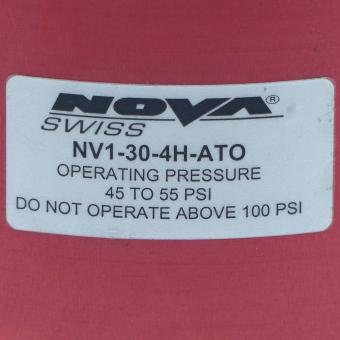 NOVA®
SWISS
NV1-30-4H-ATO
OPERATING PRESSURE
45 TO 55 PSI
DO NOT OPERATE ABOVE 100 PSI